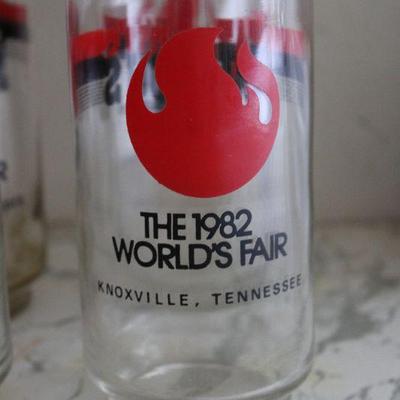 THE 1982
WORLD'S FAIR
KNOXVILLE, TENNESSEE